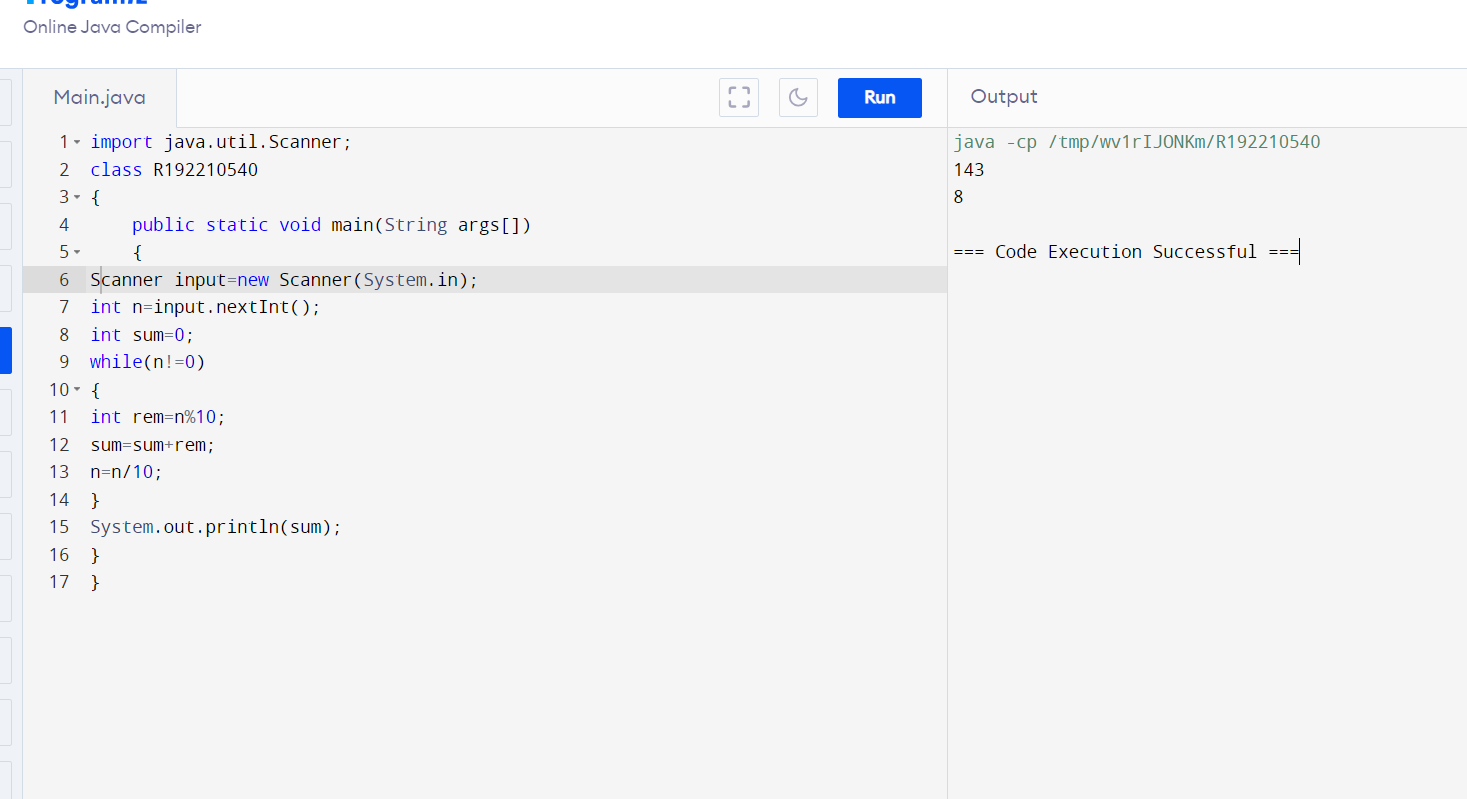 Online Java Compiler
Main.java
Run
Output
1 import java.util.Scanner;
2 class R192210540
3 {
4 public static void main(String args[])
5 {
6 Scanner input=new Scanner(System.in);
7 int n=input.nextInt();
8 int sum=0;
9 while(n!=0)
10 {
11 int rem=n%10;
12 sum=sum+rem;
13 n=n/10;
14 }
15 System.out.println(sum);
16 }
17 }
java -cp /tmp/wv1rIJONKm/R192210540
143
8
=== Code Execution Successful ===